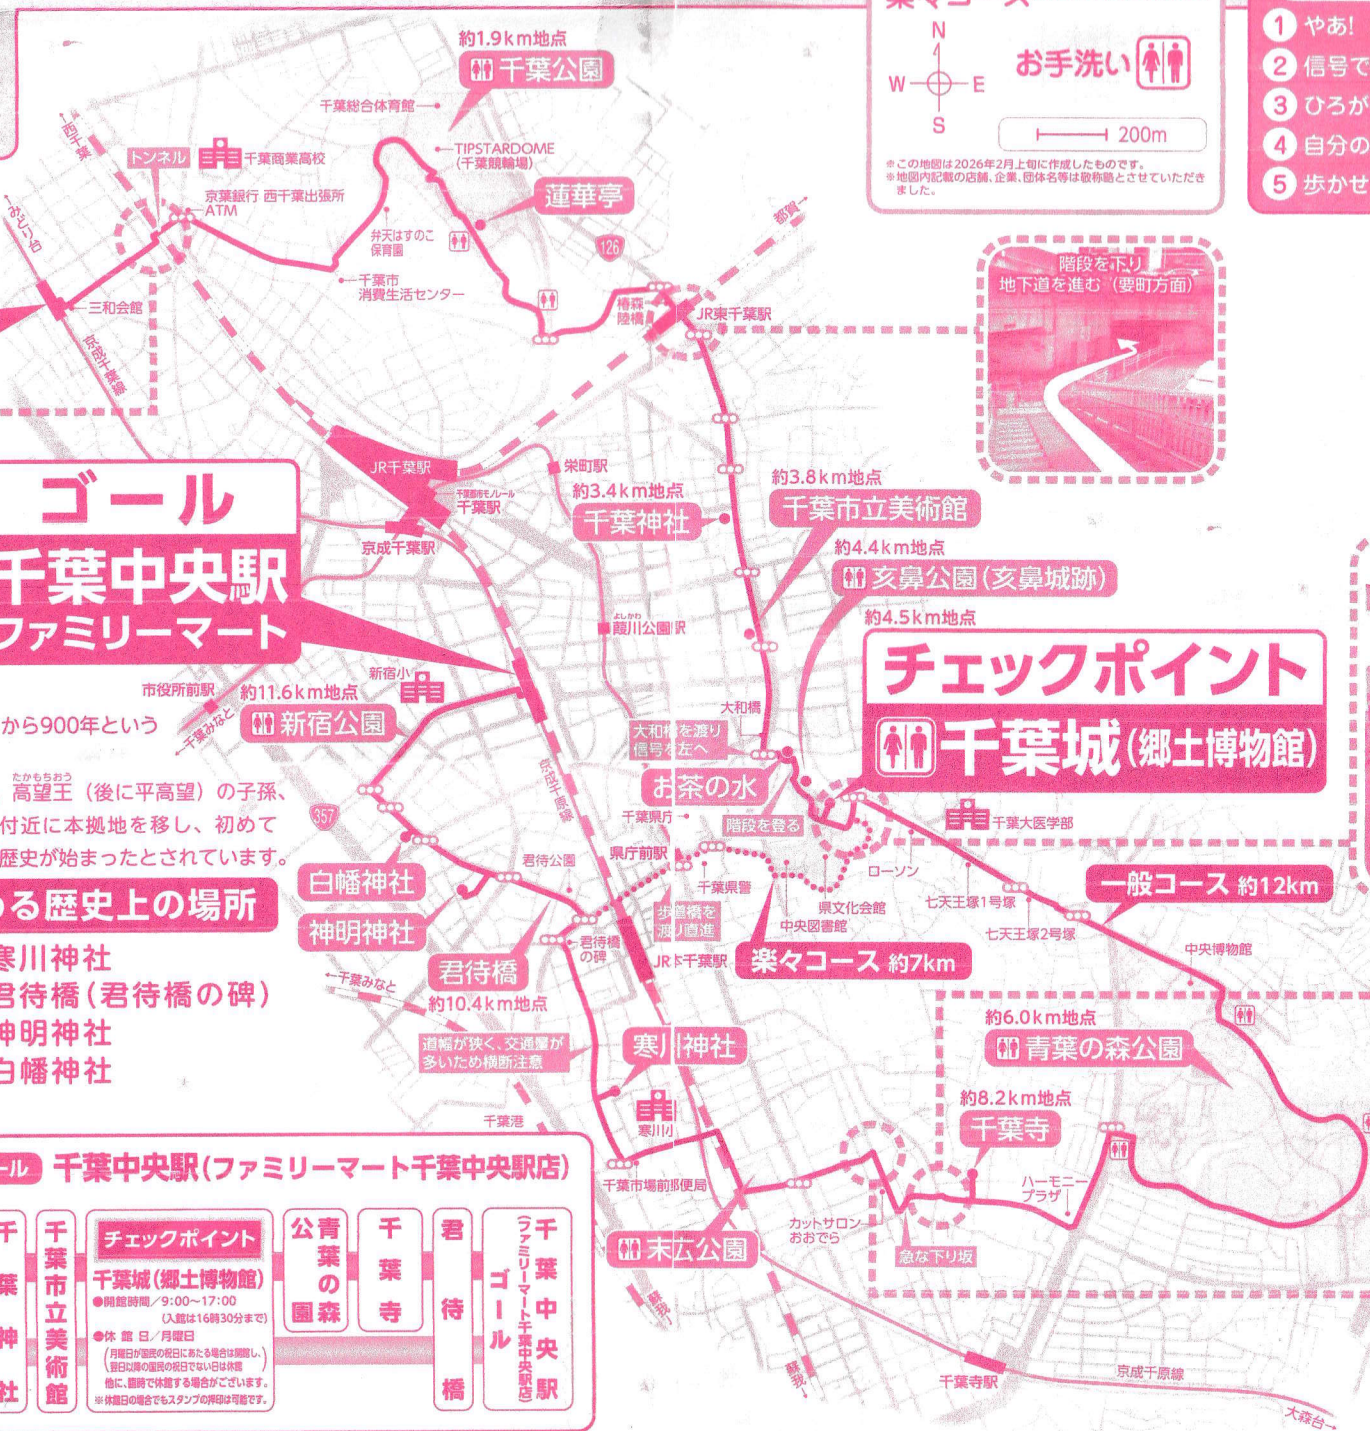 お手洗い
N
W
E
S
200m
※この地図は2026年2月上旬に作成したものです。
※地図内記載の店舗、企業、団体名等は敬称略とさせていただき
ました。
① やあ!
② 信号で
③ ひろが
④ 自分の
⑤ 歩かせ
約1.9km地点
千葉公園
千葉総合体育館
TIPSTARDOME
(千葉競輪場)
←西千葉
トンネル
千葉商業高校
京葉銀行 西千葉出張所
ATM
蓮華亭
弁天はすのこ
保育園
126
都賀→
←みどり台
千葉市
消費生活センター
三和会館
京成千葉線
椿森
陸橋
JR東千葉駅
階段を下り
地下道を進む（要町方面）
JR千葉駅
千葉都市モノレール
千葉駅
京成千葉駅
栄町駅
約3.4km地点
千葉神社
約3.8km地点
千葉市立美術館
約4.4km地点
亥鼻公園(亥鼻城跡)
約4.5km地点
チェックポイント
千葉城(郷土博物館)
ゴール
千葉中央駅
ファミリーマート
よしかわ
葭川公園駅
市役所前駅
←千葉みなと
新宿小
約11.6km地点
新宿公園
から900年という
たかもちおう
高望王（後に平高望）の子孫、
付近に本拠地を移し、初めて
歴史が始まったとされています。
京成千原線
大和橋
大和橋を渡り
信号を左へ
お茶の水
階段を登る
千葉県庁
県庁前駅
千葉県警
中央図書館
県文化会館
ローソン
千葉大医学部
七天王塚1号塚
七天王塚2号塚
一般コース 約12km
中央博物館
歩道橋を
渡り直進
楽々コース 約7km
357
白幡神社
神明神社
君待公園
君待橋
の碑
君待橋
約10.4km地点
JR本千葉駅
←千葉みなと
道幅が狭く、交通量が
多いため横断注意
千葉港
寒川神社
寒川小
千葉市場前郵便局
末広公園
蘇我↓
蘇我→
約6.0km地点
青葉の森公園
約8.2km地点
千葉寺
ハーモニー
プラザ
カットサロン
おおでら
急な下り坂
千葉寺駅
京成千原線
大森台→
る歴史上の場所
寒川神社
君待橋(君待橋の碑)
神明神社
白幡神社
ール 千葉中央駅(ファミリーマート千葉中央駅店)
千葉神社
千葉市立美術館
チェックポイント
千葉城(郷土博物館)
●開館時間／9:00〜17:00
(入館は16時30分まで)
●休 館 日／月曜日
(月曜日が国民の祝日にあたる場合は開館し、
翌日以降の国民の祝日でない日は休館)
他に、臨時で休館する場合がございます。
※休館日の場合でもスタンプの押印は可能です。
青葉の森公園
千葉寺
君待橋
千葉中央駅
(ファミリーマート千葉中央駅店)
ゴール